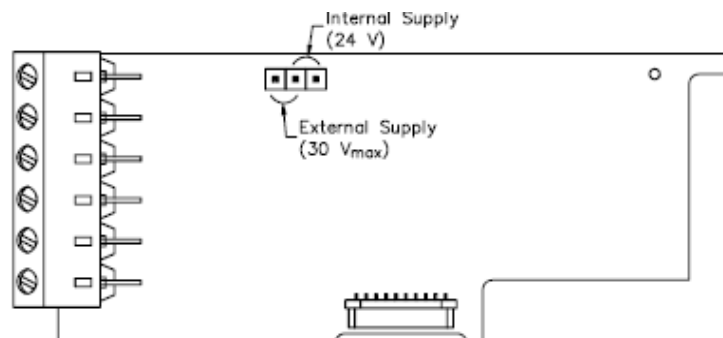 Internal Supply
(24 V)
External Supply
(30 Vmax)